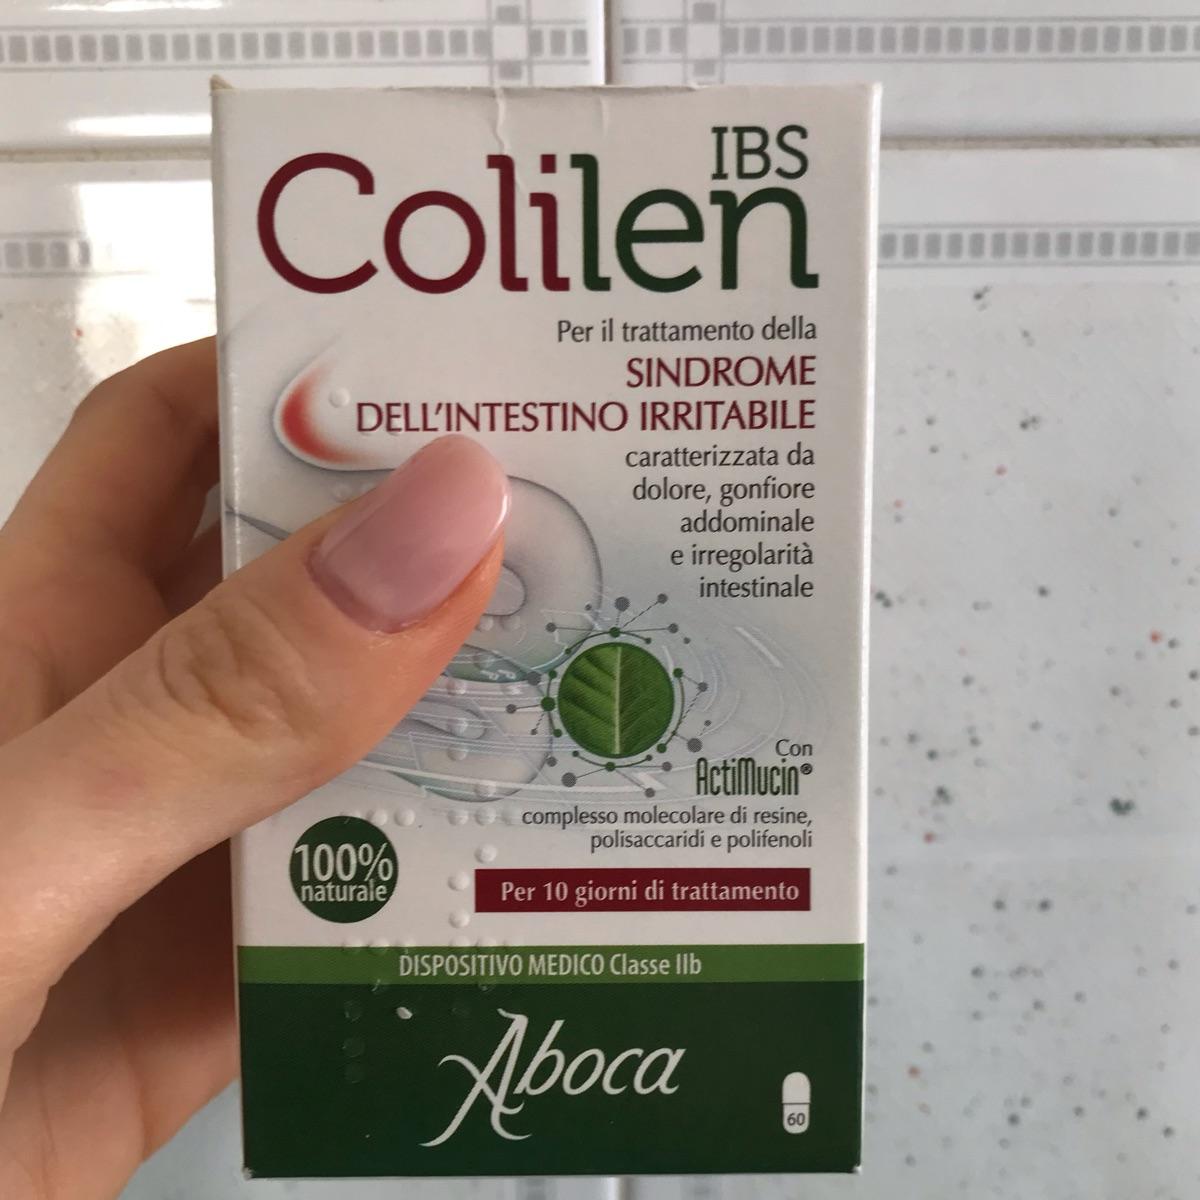 Colilen IBS
Per il trattamento della
SINDROME
DELL'INTESTINO IRRITABILE
caratterizzata da
dolore, gonfiore
addominale
e irregolarità
intestinale
Con
ActiMucin®
complesso molecolare di resine,
polisaccaridi e polifenoli
100%
naturale
Per 10 giorni di trattamento
DISPOSITIVO MEDICO Classe IIb
Aboca
60